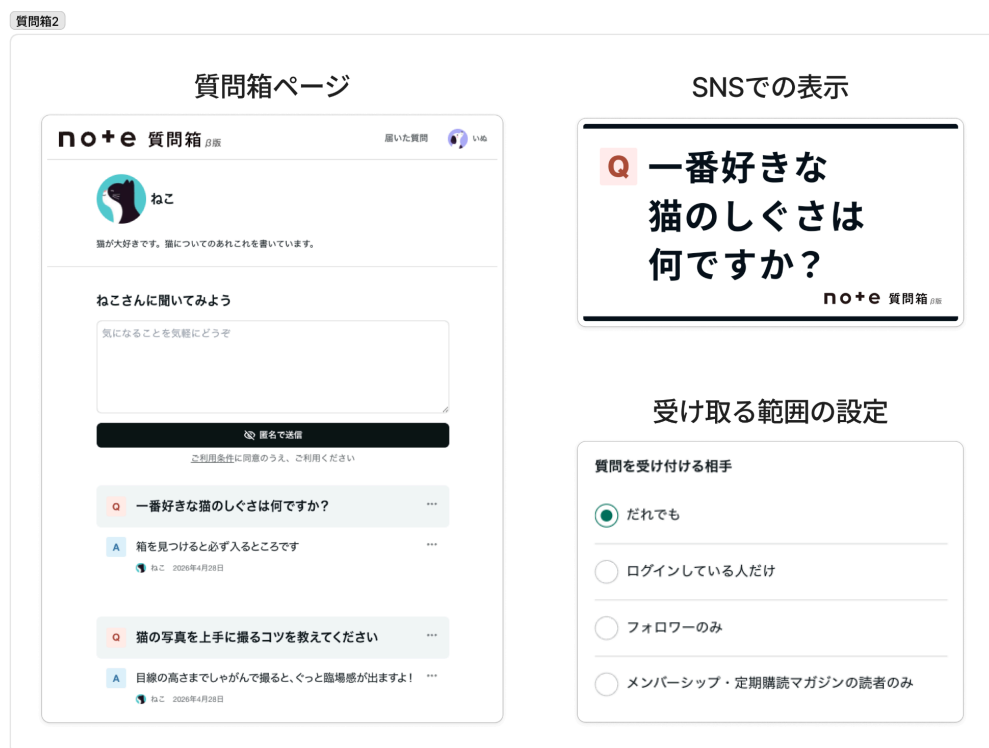 質問箱2
質問箱ページ
note 質問箱 β版
届いた質問
いぬ
ねこ
猫が大好きです。猫についてのあれこれを書いています。
ねこさんに聞いてみよう
気になることを気軽にどうぞ
匿名で送信
ご利用条件に同意のうえ、ご利用ください
Q 一番好きな猫のしぐさは何ですか？
A 箱を見つけると必ず入るところです
ねこ 2026年4月28日
Q 猫の写真を上手に撮るコツを教えてください
A 目線の高さまでしゃがんで撮ると、ぐっと臨場感が出ますよ！
ねこ 2026年4月28日
SNSでの表示
Q 一番好きな
猫のしぐさは
何ですか？
note 質問箱 β版
受け取る範囲の設定
質問を受け付ける相手
だれでも
ログインしている人だけ
フォロワーのみ
メンバーシップ・定期購読マガジンの読者のみ